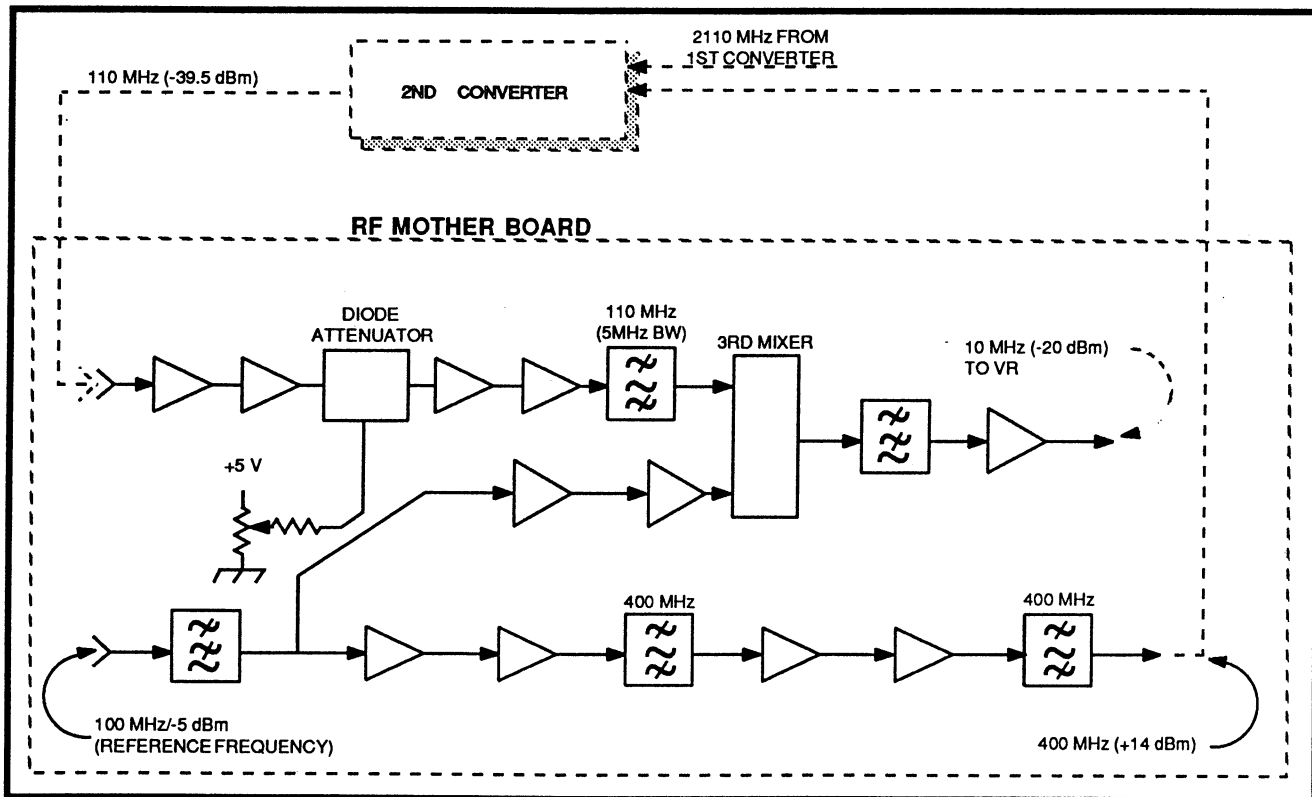 2110 MHz FROM
1ST CONVERTER
110 MHz (-39.5 dBm)
2ND CONVERTER
RF MOTHER BOARD
DIODE
ATTENUATOR
110 MHz
(5MHz BW)
3RD MIXER
10 MHz (-20 dBm)
TO VR
+5 V
400 MHz
400 MHz
100 MHz/-5 dBm
(REFERENCE FREQUENCY)
400 MHz (+14 dBm)